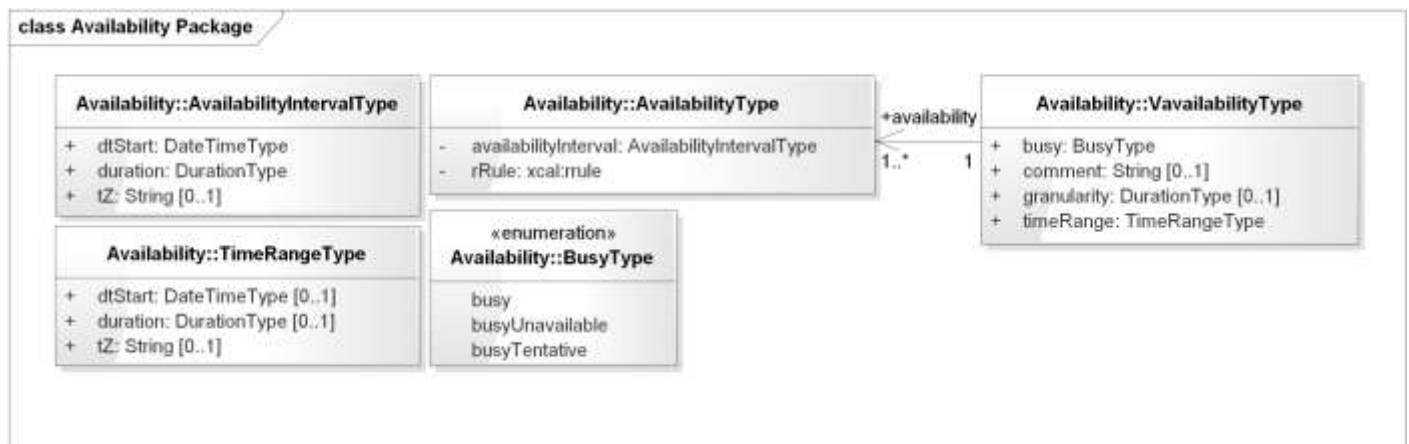 class Availability Package
Availability::AvailabilityIntervalType
+ dtStart: DateTimeType
+ duration: DurationType
+ tZ: String [0..1]
Availability::AvailabilityType
- availabilityInterval: AvailabilityIntervalType
- rRule: xcal:rrule
+availability
1..*
1
Availability::VavailabilityType
+ busy: BusyType
+ comment: String [0..1]
+ granularity: DurationType [0..1]
+ timeRange: TimeRangeType
Availability::TimeRangeType
+ dtStart: DateTimeType [0..1]
+ duration: DurationType [0..1]
+ tZ: String [0..1]
«enumeration»
Availability::BusyType
busy
busyUnavailable
busyTentative